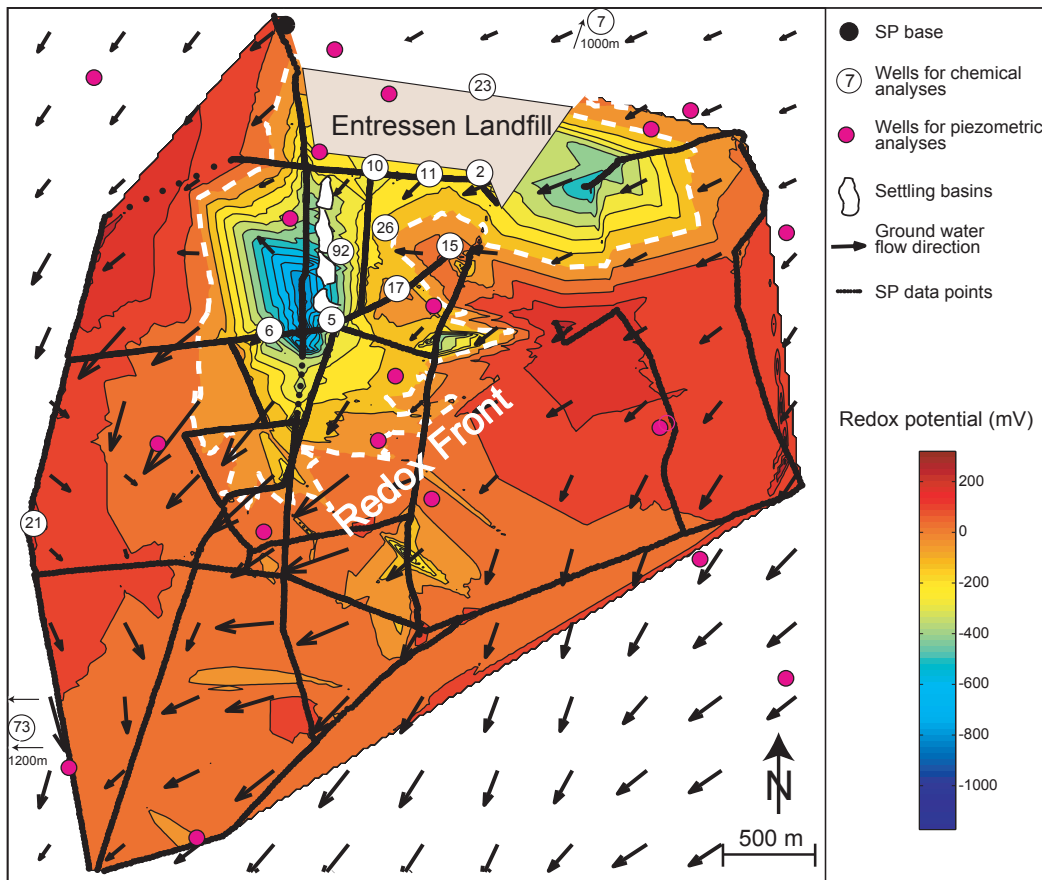 7
1000m
23
Entressen Landfill
10
11
2
26
15
92
17
5
6
Redox Front
21
73
1200m
N
500 m
SP base
7
Wells for chemical
analyses
Wells for piezometric
analyses
Settling basins
Ground water
flow direction
SP data points
Redox potential (mV)
200
0
-200
-400
-600
-800
-1000